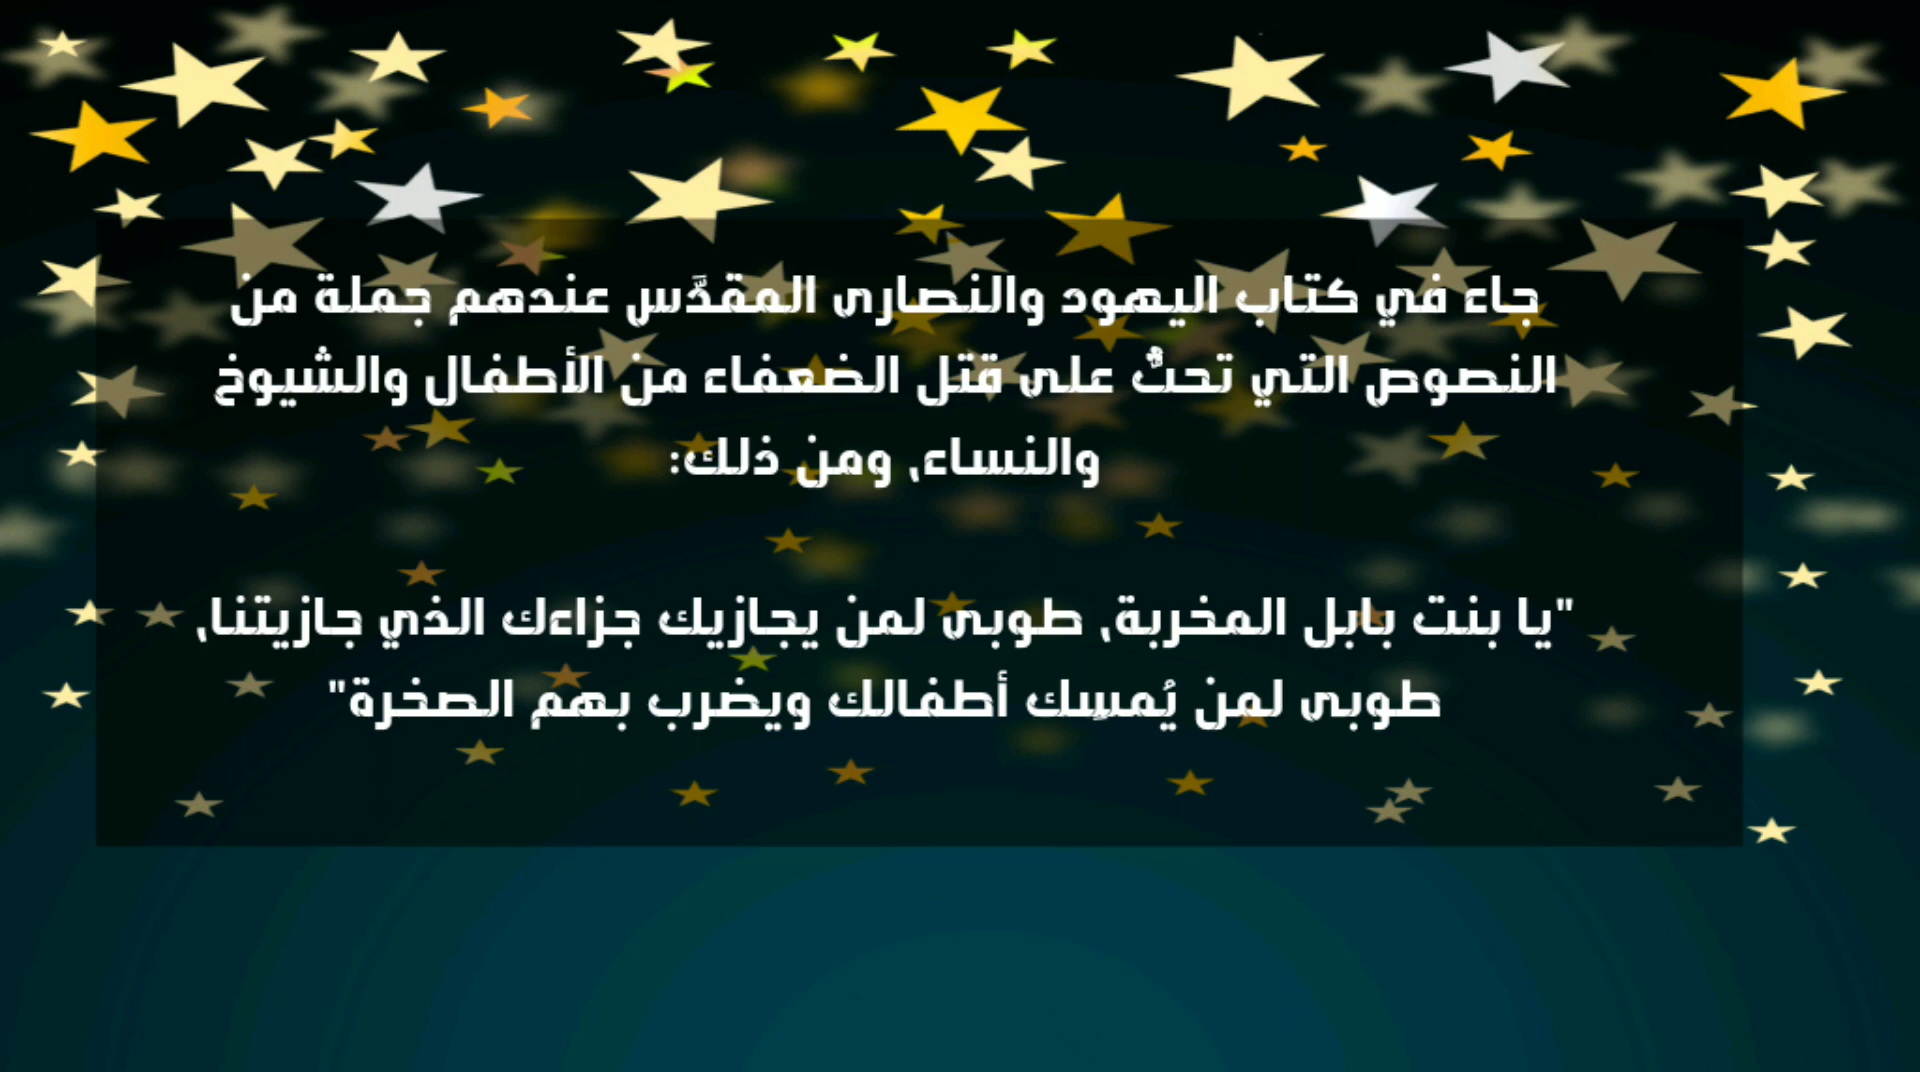 جاء في كتاب اليهود والنصارى المقدَّس عندهم جملة من
النصوص التي تحثُّ على قتل الضعفاء من الأطفال والشيوخ
والنساء, ومن ذلك:
"يا بنت بابل المخربة, طوبى لمن يجازيك جزاءك الذي جازيتنا,
طوبى لمن يُمسِك أطفالك ويضرب بهم الصخرة"